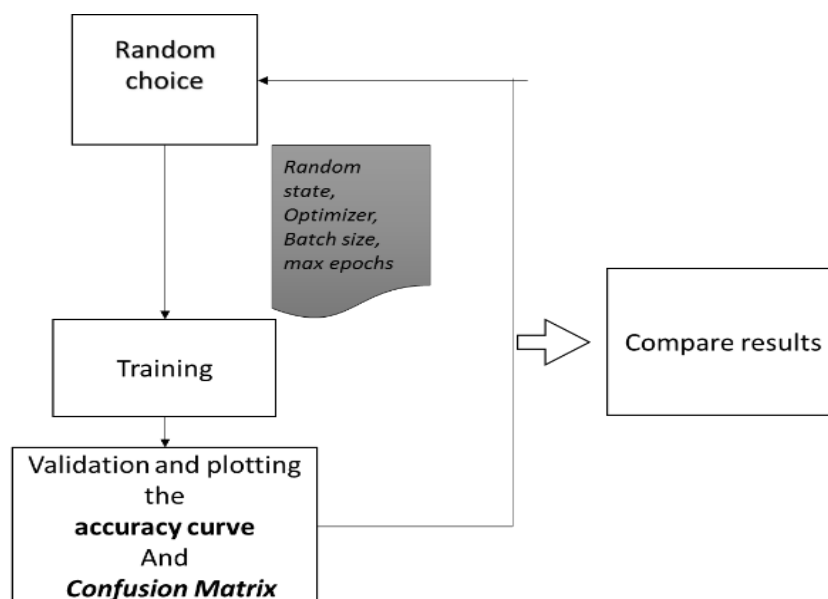 Random
choice
Random
state,
Optimizer,
Batch size,
max epochs
Training
Compare results
Validation and plotting
the
accuracy curve
And
Confusion Matrix